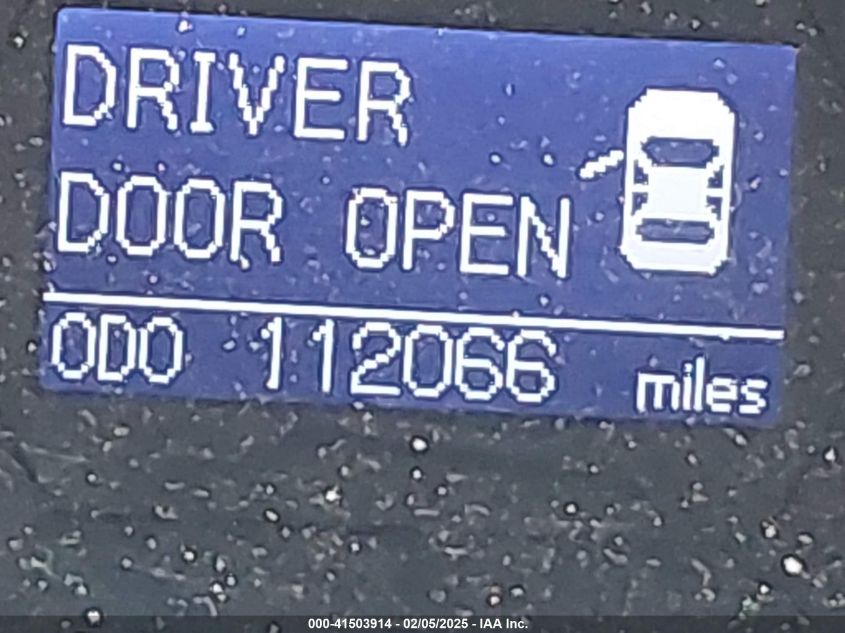 DRIVER
DOOR OPEN
ODO 112066 miles
000-41503914 - 02/05/2025 - IAA Inc.